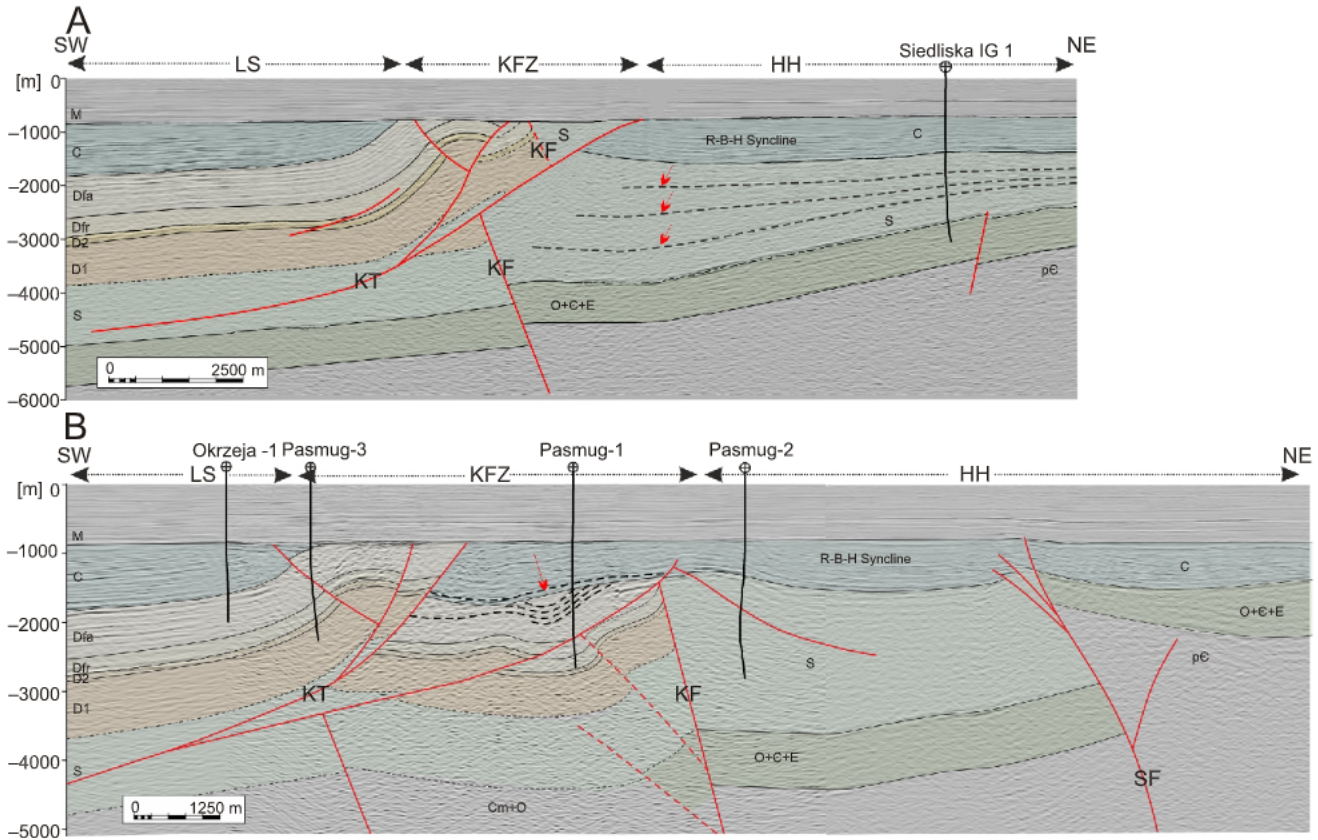 A
SW
NE
LS
KFZ
HH
Siedliska IG 1
[m] 0
–1000
–2000
–3000
–4000
–5000
–6000
M
C
Dfa
Dfr
D2
D1
S
KT
KF
KF
S
R-B-H Syncline
C
S
O+Є+E
pЄ
0
2500 m
B
SW
NE
Okrzeja -1
Pasmug-3
Pasmug-1
Pasmug-2
LS
KFZ
HH
[m] 0
–1000
–2000
–3000
–4000
–5000
M
C
Dfa
Dfr
D2
D1
S
KT
KF
R-B-H Syncline
C
O+Є+E
pЄ
S
O+Є+E
SF
Cm+O
0
1250 m